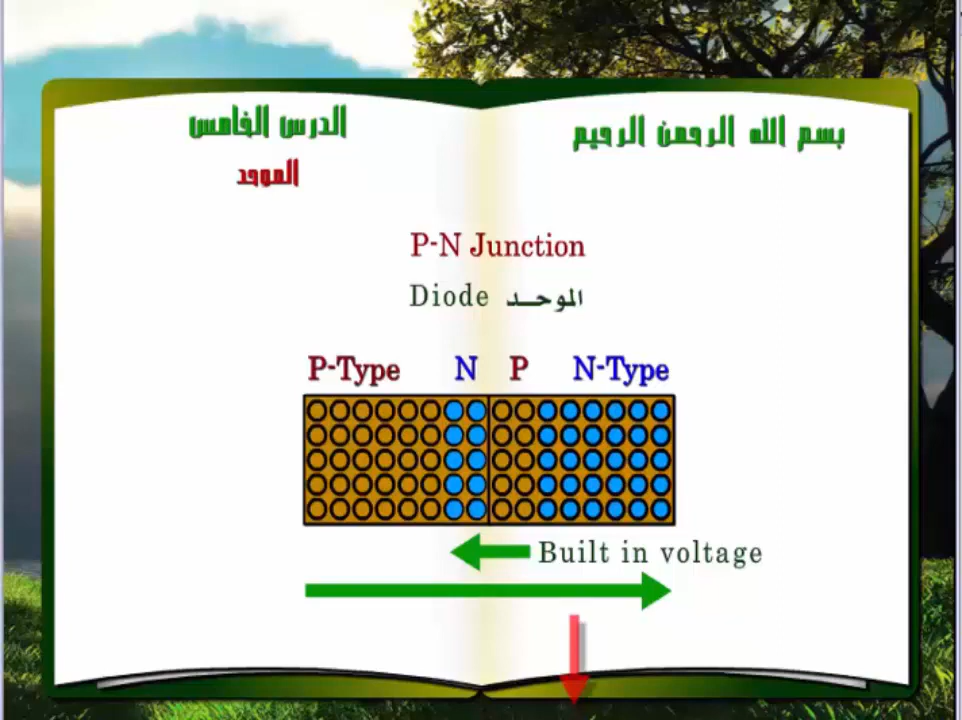 بسم الله الرحمن الرحيم
الدرس الخامس
الموحد
P-N Junction
Diode الموحد
P-Type N P N-Type
Built in voltage